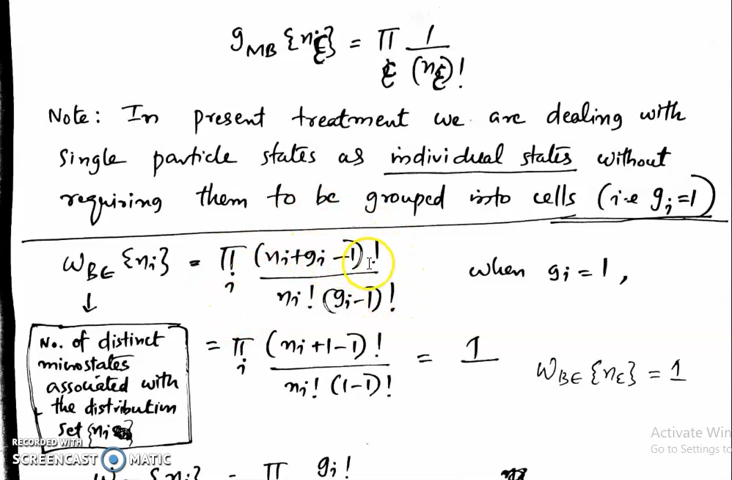 g_MB {n_ε} = Π_ε 1/(n_ε)!
Note: In present treatment we are dealing with
single particle states as individual states without
requiring them to be grouped into cells (i.e g_i=1)
W_BE {n_i} = Π_i (n_i+g_i-1)!/n_i!(g_i-1)! when g_i=1,
No. of distinct
microstates
associated with
the distribution
set {n_i}
= Π_i (n_i+1-1)!/n_i!(1-1)! = 1
W_BE {n_ε} = 1
{n_i} = Π g_i!
RECORDED WITH
SCREENCAST MATIC
Activate Win
Go to Settings to